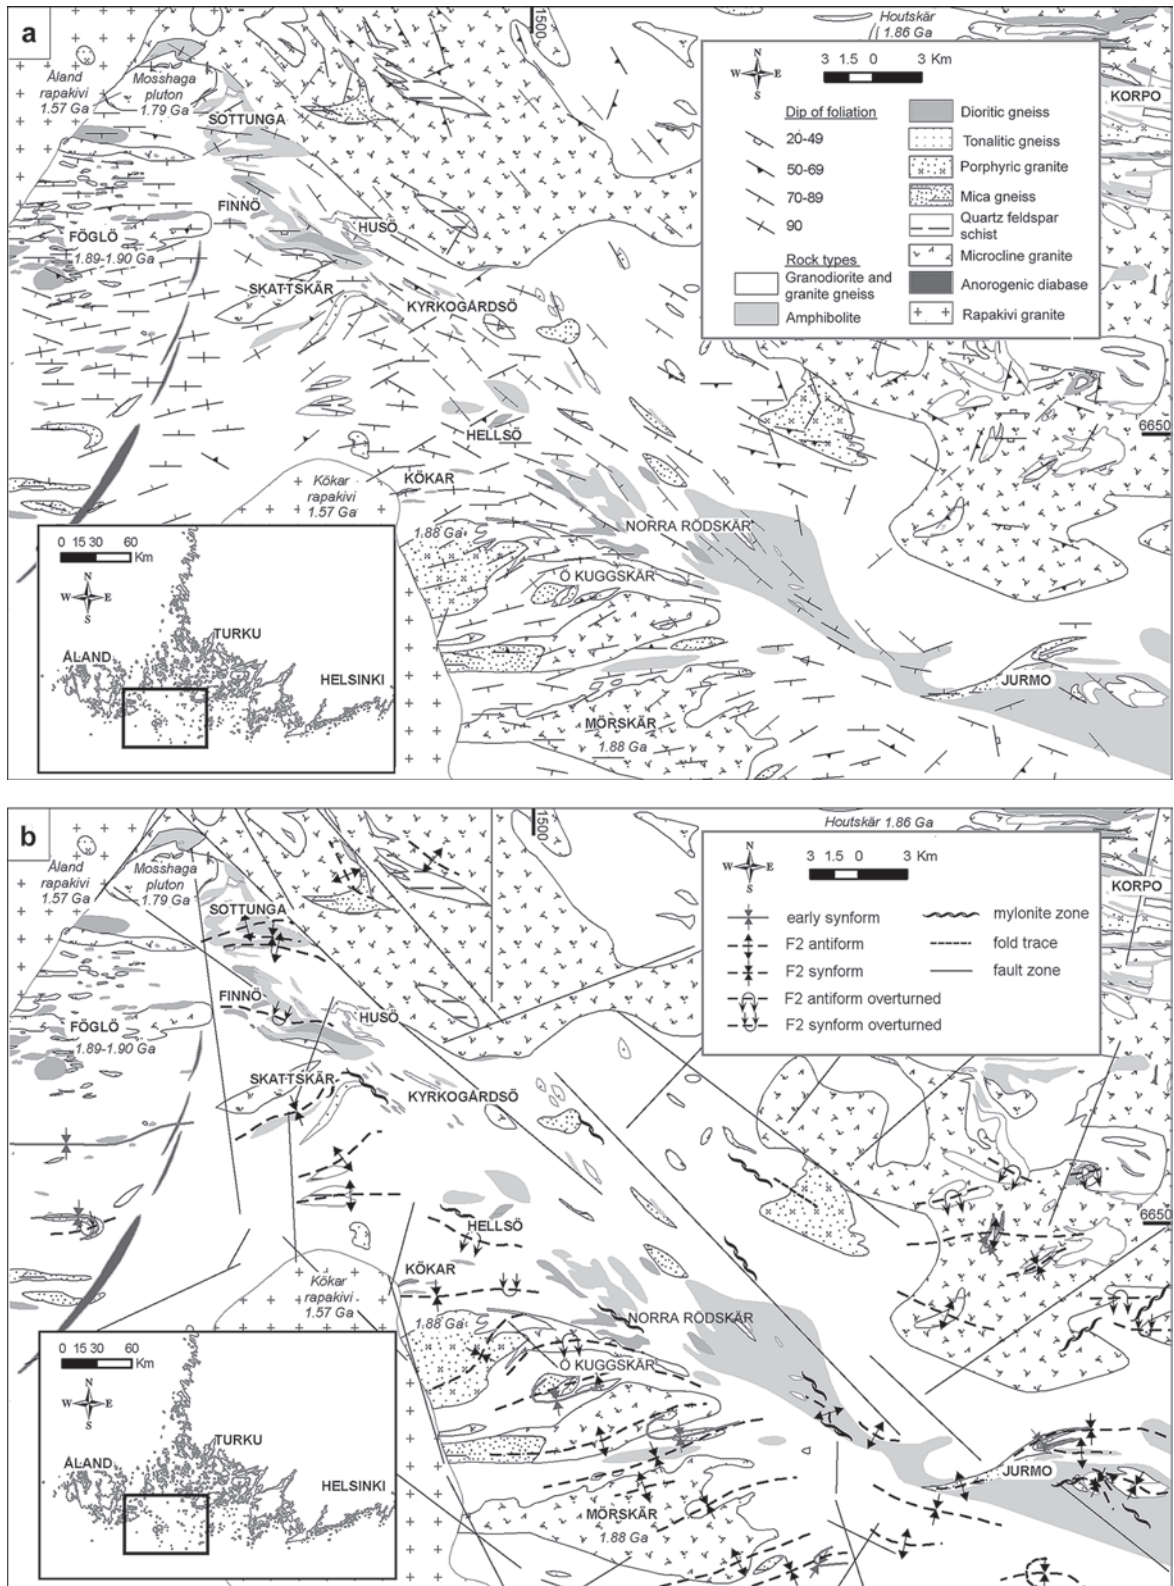 a
Åland
rapakivi
1.57 Ga
Mosshaga
pluton
1.79 Ga
SOTTUNGA
1500
Houtskär
1.86 Ga
KORPO
N
W E
S
3 1.5 0 3 Km
Dip of foliation
20-49
50-69
70-89
90
Rock types
Granodiorite and
granite gneiss
Amphibolite
Dioritic gneiss
Tonalitic gneiss
Porphyric granite
Mica gneiss
Quartz feldspar
schist
Microcline granite
Anorogenic diabase
Rapakivi granite
FINNÖ
HUSÖ
FÖGLÖ
1.89-1.90 Ga
SKATTSKÄR
KYRKOGÅRDSÖ
HELLSÖ
6650
KÖKAR
Kökar
rapakivi
1.57 Ga
1.88 Ga
NORRA RÖDSKÄR
Ö KUGGSKÄR
JURMO
MÖRSKÄR
1.88 Ga
0 15 30 60
Km
N
W E
S
TURKU
ÅLAND
HELSINKI
b
Åland
rapakivi
1.57 Ga
Mosshaga
pluton
1.79 Ga
SOTTUNGA
1500
Houtskär 1.86 Ga
KORPO
N
W E
S
3 1.5 0 3 Km
early synform
F2 antiform
F2 synform
F2 antiform overturned
F2 synform overturned
mylonite zone
fold trace
fault zone
FINNÖ
HUSÖ
FÖGLÖ
1.89-1.90 Ga
SKATTSKÄR
KYRKOGÅRDSÖ
HELLSÖ
6650
KÖKAR
Kökar
rapakivi
1.57 Ga
1.88 Ga
NORRA RÖDSKÄR
Ö KUGGSKÄR
JURMO
MÖRSKÄR
1.88 Ga
0 15 30 60
Km
N
W E
S
TURKU
ÅLAND
HELSINKI